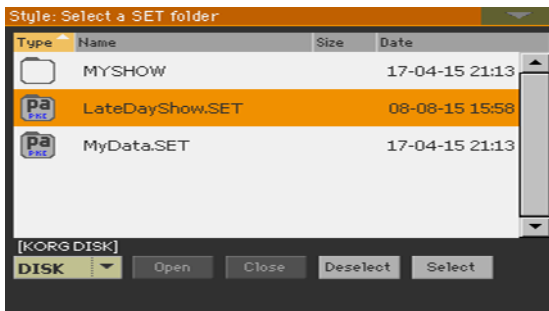 Style: Select a SET folder
Type Name Size Date
MYSHOW 17-04-15 21:13
Pa PKG LateDayShow.SET 08-08-15 15:58
Pa PKG MyData.SET 17-04-15 21:13
[KORG DISK]
DISK Open Close Deselect Select